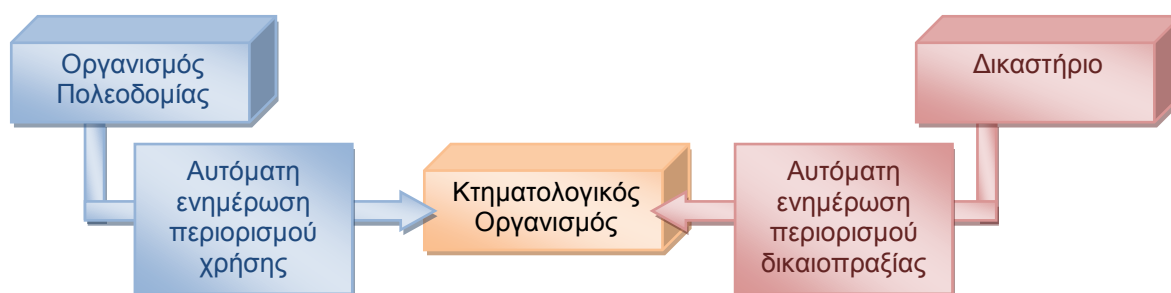 Οργανισμός
Πολεοδομίας
Δικαστήριο
Αυτόματη
ενημέρωση
περιορισμού
χρήσης
Κτηματολογικός
Οργανισμός
Αυτόματη
ενημέρωση
περιορισμού
δικαιοπραξίας